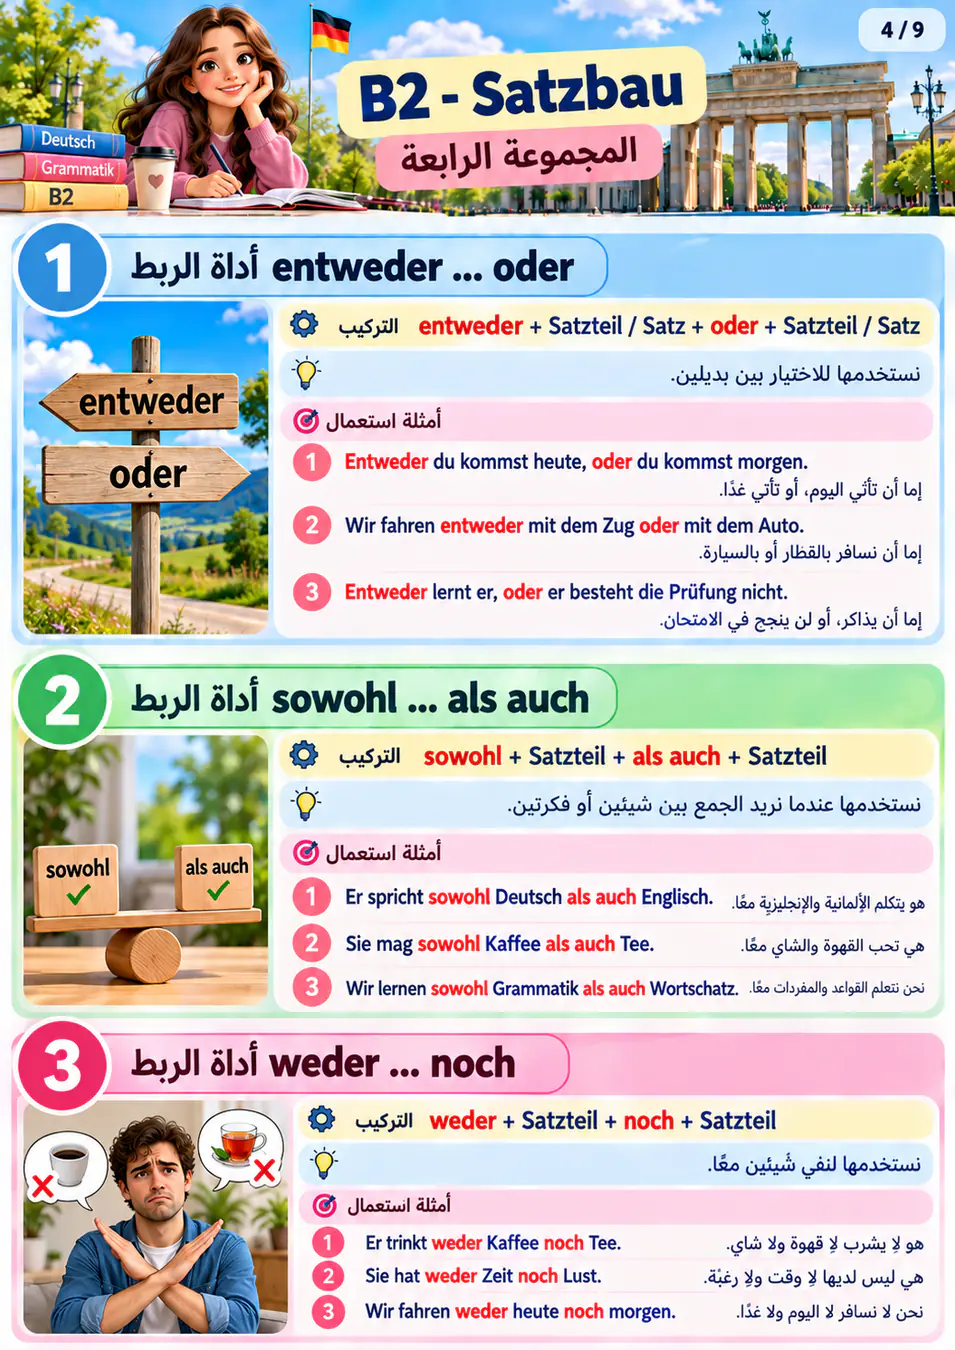 4 / 9
B2 - Satzbau
المجموعة الرابعة
Deutsch
Grammatik
B2
1
أداة الربط entweder ... oder
entweder
oder
التركيب entweder + Satzteil / Satz + oder + Satzteil / Satz
نستخدمها للاختيار بين بديلين.
أمثلة استعمال
1 Entweder du kommst heute, oder du kommst morgen.
إما أن تأتي اليوم، أو تأتي غدًا.
2 Wir fahren entweder mit dem Zug oder mit dem Auto.
إما أن نسافر بالقطار أو بالسيارة.
3 Entweder lernt er, oder er besteht die Prüfung nicht.
إما أن يذاكر، أو لن ينجح في الامتحان.
2
أداة الربط sowohl ... als auch
sowohl
als auch
التركيب sowohl + Satzteil + als auch + Satzteil
نستخدمها عندما نريد الجمع بين شيئين أو فكرتين.
أمثلة استعمال
1 Er spricht sowohl Deutsch als auch Englisch. هو يتكلم الألمانية والإنجليزية معًا.
2 Sie mag sowohl Kaffee als auch Tee. هي تحب القهوة والشاي معًا.
3 Wir lernen sowohl Grammatik als auch Wortschatz. نحن نتعلم القواعد والمفردات معًا.
3
أداة الربط weder ... noch
التركيب weder + Satzteil + noch + Satzteil
نستخدمها لنفي شيئين معًا.
أمثلة استعمال
1 Er trinkt weder Kaffee noch Tee. هو لا يشرب لا قهوة ولا شاي.
2 Sie hat weder Zeit noch Lust. هي ليس لديها لا وقت ولا رغبة.
3 Wir fahren weder heute noch morgen. نحن لا نسافر لا اليوم ولا غدًا.